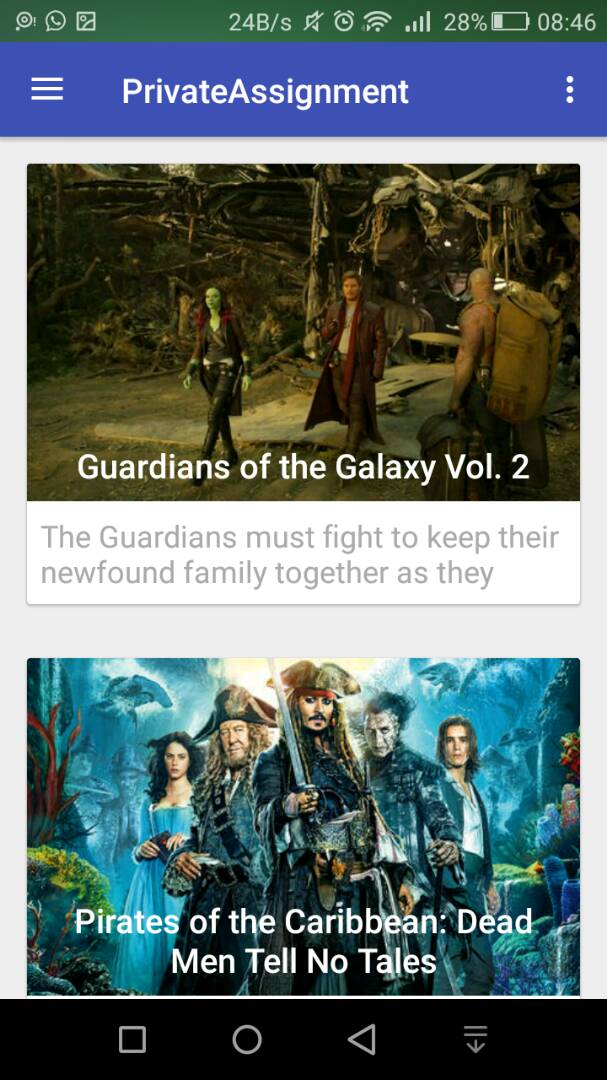 24B/s 28% 08:46
PrivateAssignment
Guardians of the Galaxy Vol. 2
The Guardians must fight to keep their
newfound family together as they
Pirates of the Caribbean: Dead
Men Tell No Tales